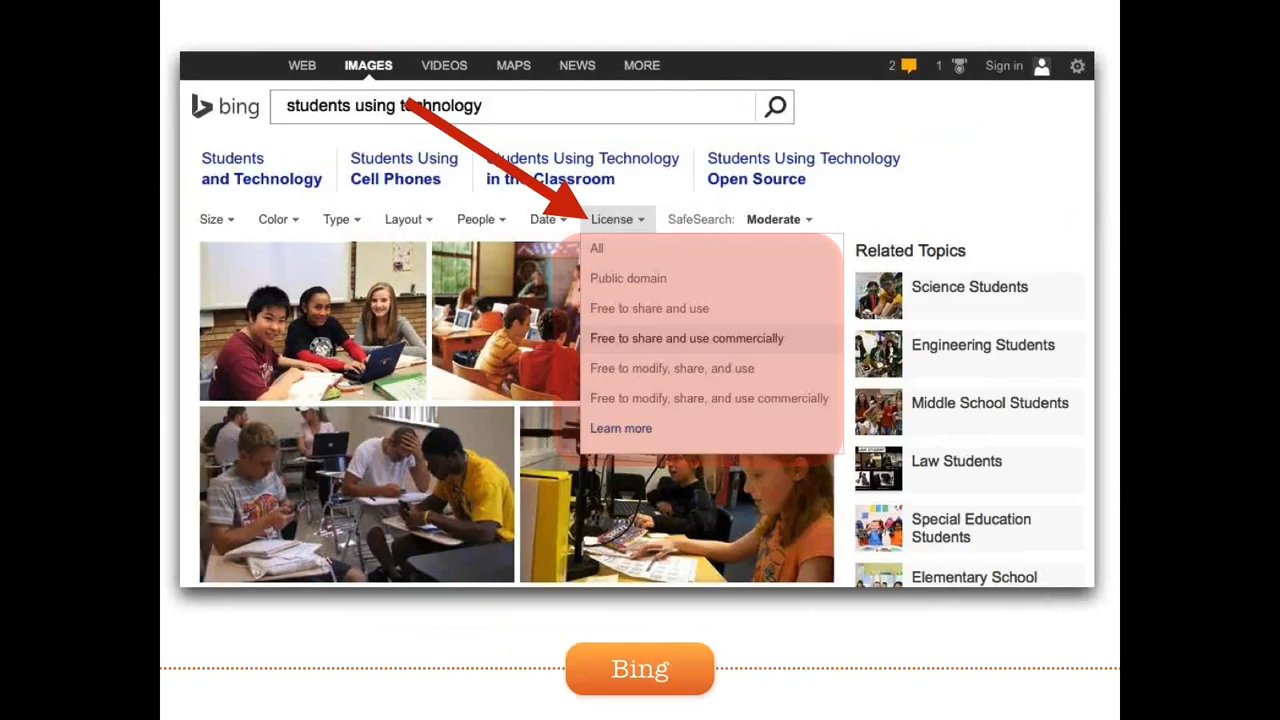 WEB IMAGES VIDEOS MAPS NEWS MORE 2 1 Sign in
bing students using technology
Students and Technology
Students Using Cell Phones
Students Using Technology in the Classroom
Students Using Technology Open Source
Size Color Type Layout People Date License SafeSearch: Moderate
All
Public domain
Free to share and use
Free to share and use commercially
Free to modify, share, and use
Free to modify, share, and use commercially
Learn more
Related Topics
Science Students
Engineering Students
Middle School Students
Law Students
Special Education
Students
Elementary School
Bing